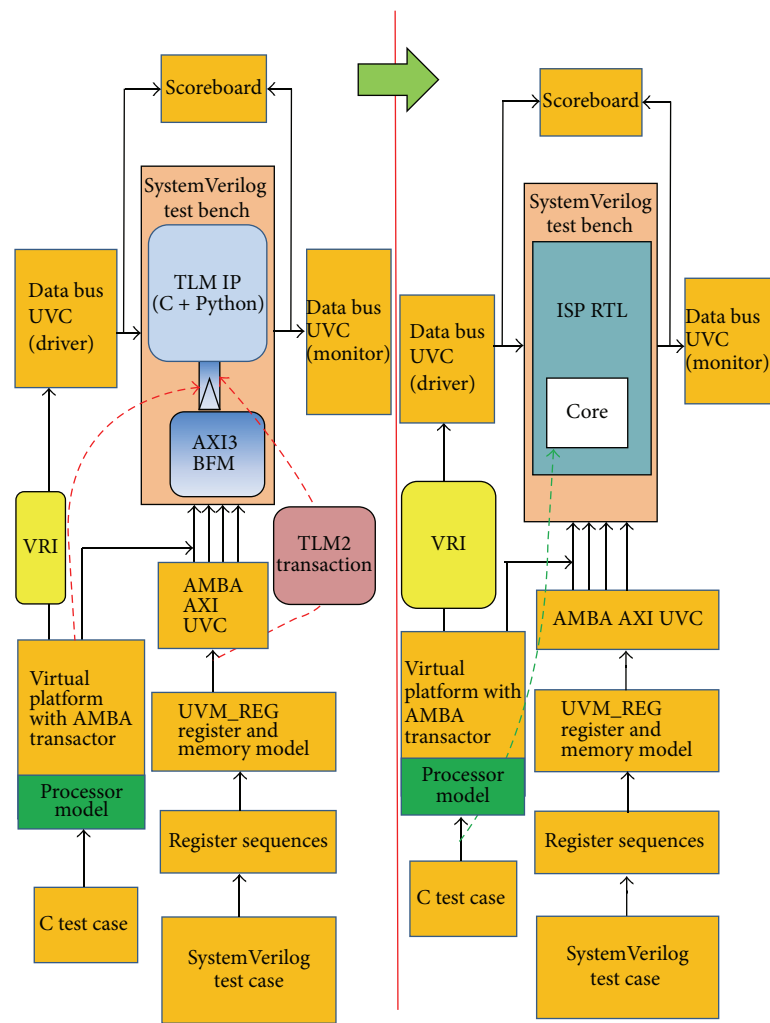 Scoreboard
SystemVerilog
test bench
TLM IP
(C + Python)
Data bus
UVC
(driver)
Data bus
UVC
(monitor)
AXI3
BFM
VRI
TLM2
transaction
AMBA
AXI
UVC
Virtual
platform
with AMBA
transactor
UVM_REG
register and
memory model
Processor
model
Register sequences
C test case
SystemVerilog
test case
Scoreboard
SystemVerilog
test bench
ISP RTL
Data bus
UVC
(driver)
Data bus
UVC
(monitor)
Core
VRI
AMBA AXI UVC
Virtual
platform with
AMBA
transactor
UVM_REG
register and
memory model
Processor
model
Register sequences
C test case
SystemVerilog
test case